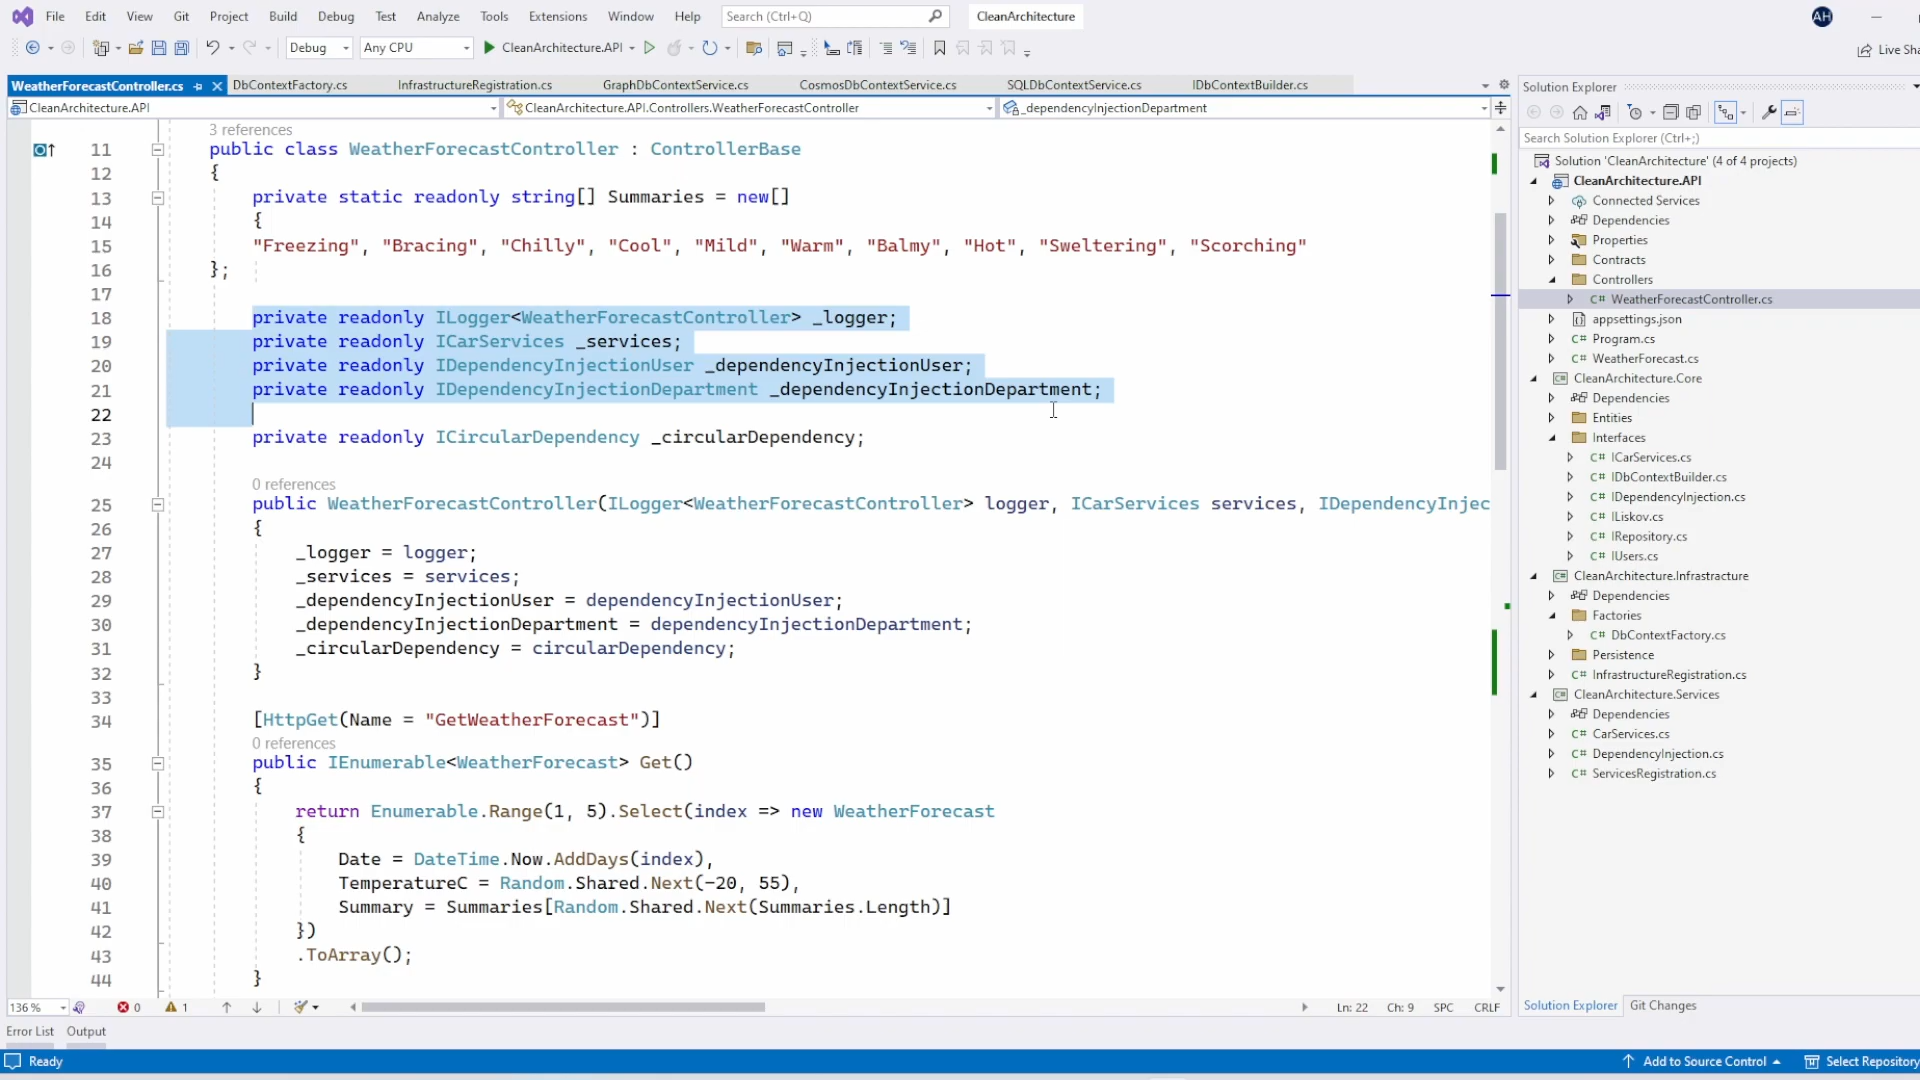 File Edit View Git Project Build Debug Test Analyze Tools Extensions Window Help Search (Ctrl+Q) CleanArchitecture AH
Debug Any CPU CleanArchitecture.API Live Sha
WeatherForecastController.cs DbContextFactory.cs InfrastructureRegistration.cs GraphDbContextService.cs CosmosDbContextService.cs SQLDbContextService.cs IDbContextBuilder.cs
CleanArchitecture.API CleanArchitecture.API.Controllers.WeatherForecastController _dependencyInjectionDepartment
3 references
11 public class WeatherForecastController : ControllerBase
12 {
13 private static readonly string[] Summaries = new[]
14 {
15 "Freezing", "Bracing", "Chilly", "Cool", "Mild", "Warm", "Balmy", "Hot", "Sweltering", "Scorching"
16 };
17
18 private readonly ILogger<WeatherForecastController> _logger;
19 private readonly ICarServices _services;
20 private readonly IDependencyInjectionUser _dependencyInjectionUser;
21 private readonly IDependencyInjectionDepartment _dependencyInjectionDepartment;
22
23 private readonly ICircularDependency _circularDependency;
24
0 references
25 public WeatherForecastController(ILogger<WeatherForecastController> logger, ICarServices services, IDependencyInjec
26 {
27 _logger = logger;
28 _services = services;
29 _dependencyInjectionUser = dependencyInjectionUser;
30 _dependencyInjectionDepartment = dependencyInjectionDepartment;
31 _circularDependency = circularDependency;
32 }
33
34 [HttpGet(Name = "GetWeatherForecast")]
0 references
35 public IEnumerable<WeatherForecast> Get()
36 {
37 return Enumerable.Range(1, 5).Select(index => new WeatherForecast
38 {
39 Date = DateTime.Now.AddDays(index),
40 TemperatureC = Random.Shared.Next(-20, 55),
41 Summary = Summaries[Random.Shared.Next(Summaries.Length)]
42 })
43 .ToArray();
44 }
136 % 0 1 Ln: 22 Ch: 9 SPC CRLF
Error List Output
Ready Add to Source Control Select Repository
Solution Explorer
Search Solution Explorer (Ctrl+;)
Solution 'CleanArchitecture' (4 of 4 projects)
CleanArchitecture.API
Connected Services
Dependencies
Properties
Contracts
Controllers
C# WeatherForecastController.cs
appsettings.json
C# Program.cs
C# WeatherForecast.cs
CleanArchitecture.Core
Dependencies
Entities
Interfaces
C# ICarServices.cs
C# IDbContextBuilder.cs
C# IDependencyInjection.cs
C# ILiskov.cs
C# IRepository.cs
C# IUsers.cs
CleanArchitecture.Infrastracture
Dependencies
Factories
C# DbContextFactory.cs
Persistence
C# InfrastructureRegistration.cs
CleanArchitecture.Services
Dependencies
C# CarServices.cs
C# DependencyInjection.cs
C# ServicesRegistration.cs
Solution Explorer Git Changes